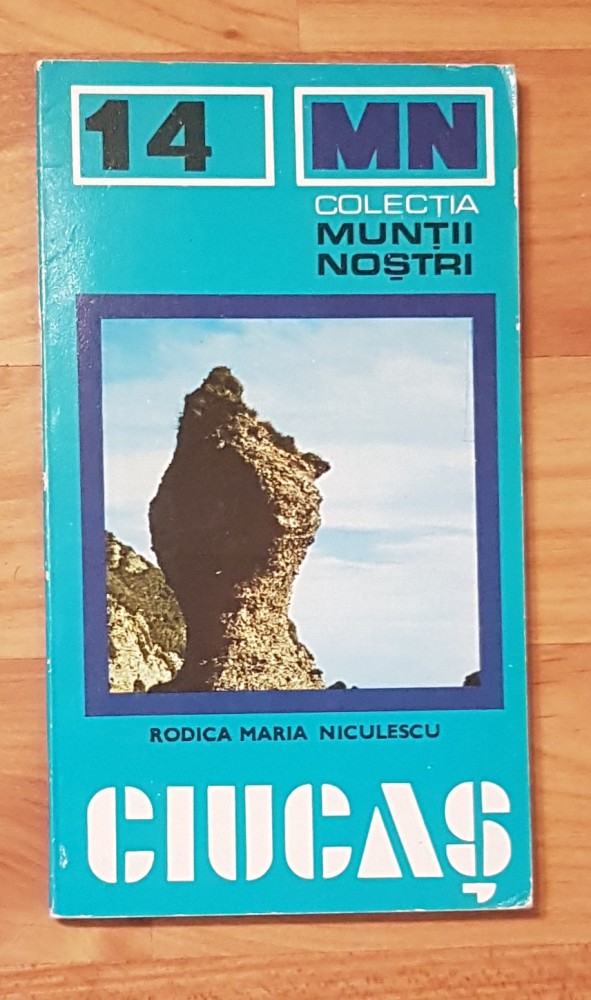 14
MN
COLECȚIA
MUNȚII
NOȘTRI
RODICA MARIA NICULESCU
CIUCAȘ